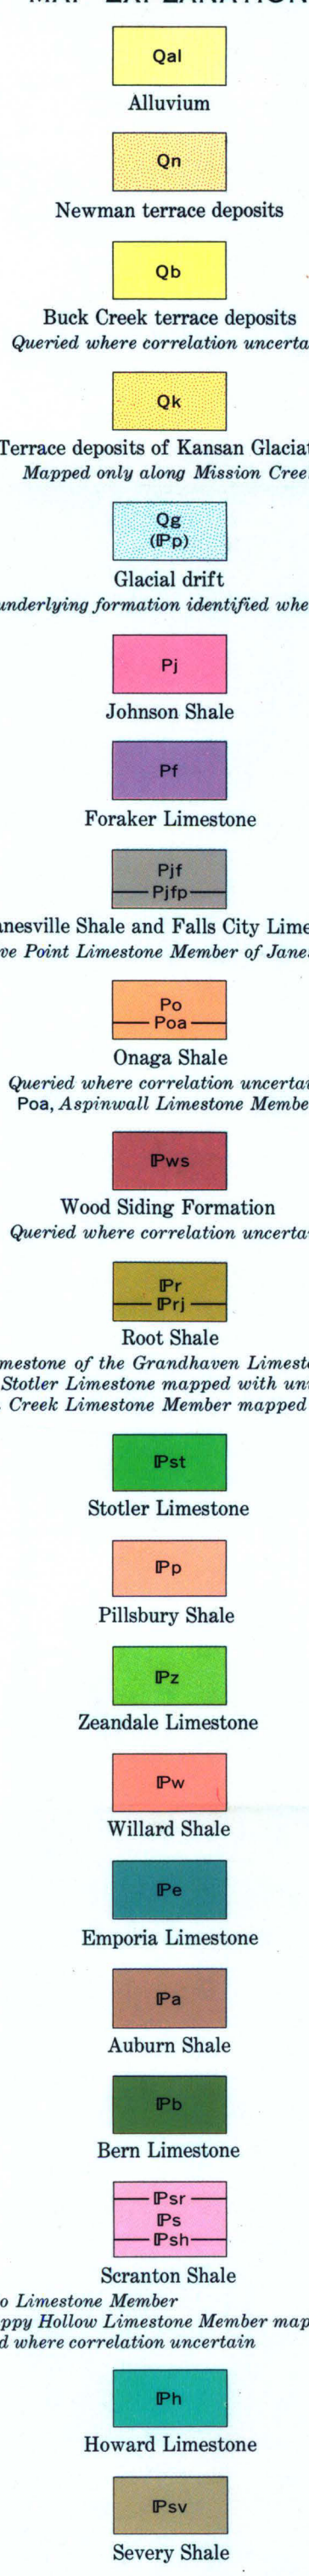 MAP EXPLANATION
Qal
Alluvium
Qn
Newman terrace deposits
Qb
Buck Creek terrace deposits
Queried where correlation uncerta
Qk
Terrace deposits of Kansan Glaciat
Mapped only along Mission Cree
Qg
(ℙp)
Glacial drift
underlying formation identified whe
Pj
Johnson Shale
Pf
Foraker Limestone
Pjf
Pjfp
anesville Shale and Falls City Lime
ve Point Limestone Member of Jane
Po
Poa
Onaga Shale
Queried where correlation uncertai
Poa, Aspinwall Limestone Membe
ℙws
Wood Siding Formation
Queried where correlation uncerta
ℙr
ℙrj
Root Shale
mestone of the Grandhaven Limest
Stotler Limestone mapped with un
Creek Limestone Member mapped
ℙst
Stotler Limestone
ℙp
Pillsbury Shale
ℙz
Zeandale Limestone
ℙw
Willard Shale
ℙe
Emporia Limestone
ℙa
Auburn Shale
ℙb
Bern Limestone
ℙsr
ℙs
ℙsh
Scranton Shale
o Limestone Member
appy Hollow Limestone Member map
d where correlation uncertain
ℙh
Howard Limestone
ℙsv
Severy Shale